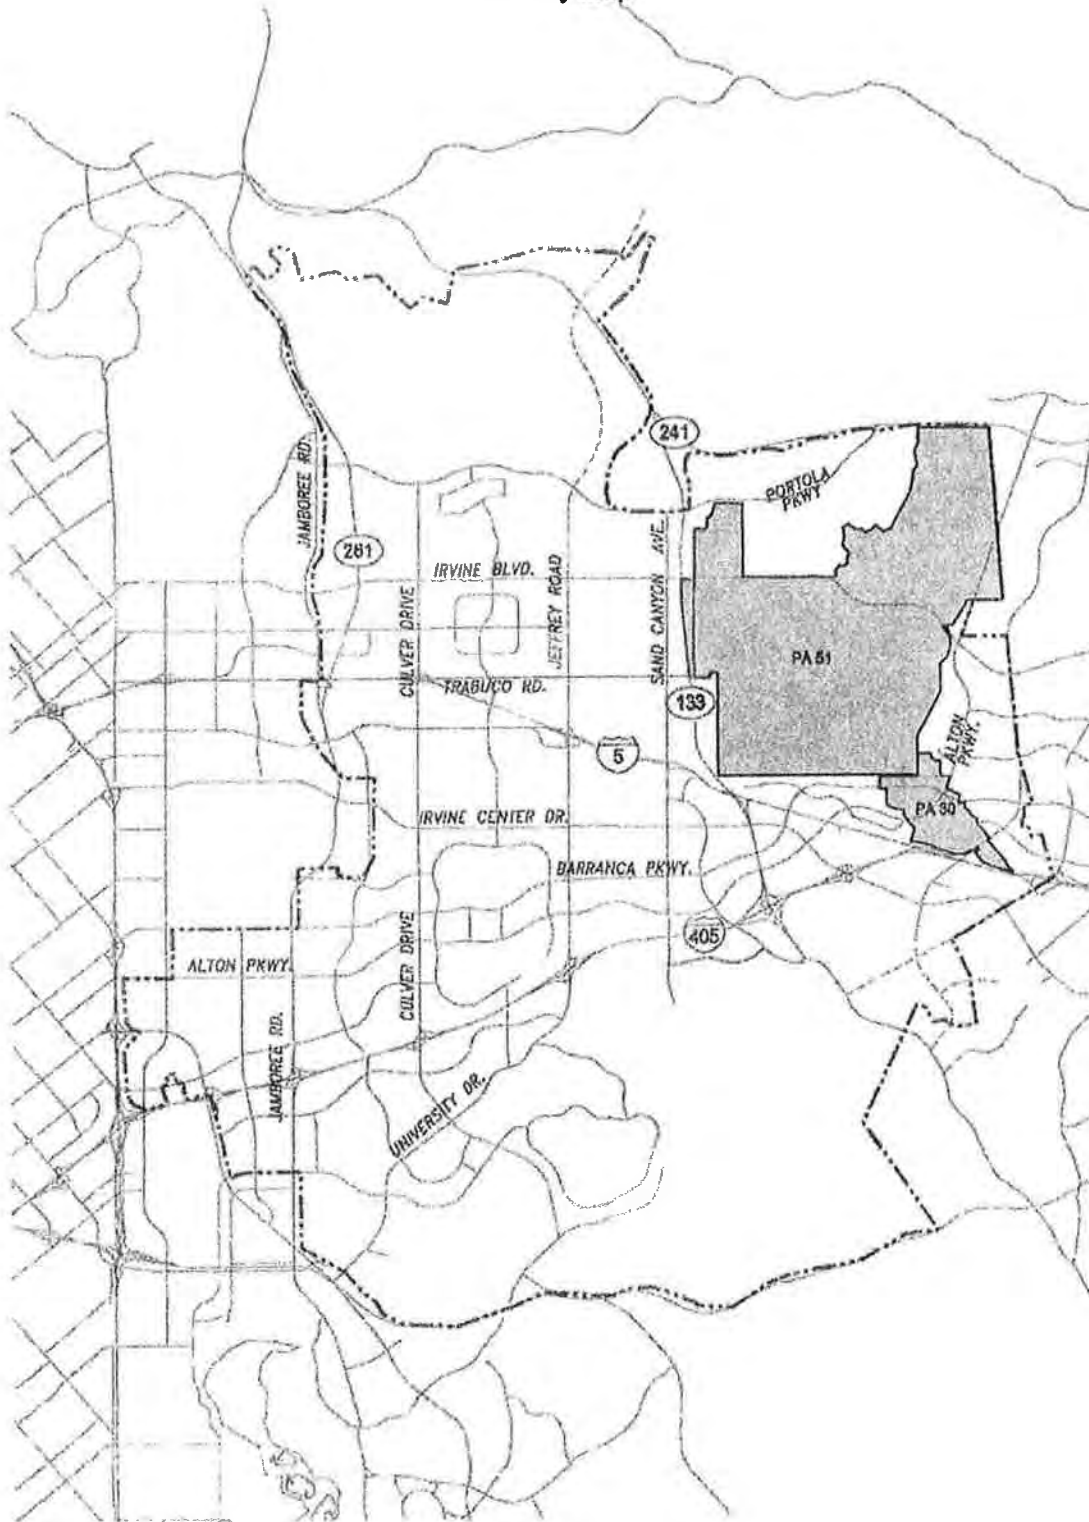 241
PORTOLA
PKWY
JAMBOREE RD.
261
IRVINE BLVD.
CULVER DRIVE
JEFFREY ROAD
SAND CANYON AVE.
PA 51
TRABUCO RD.
133
5
ALTON
PKWY.
PA 30
IRVINE CENTER DR.
BARRANCA PKWY.
405
CULVER DRIVE
ALTON PKWY.
JAMBOREE RD.
UNIVERSITY DR.